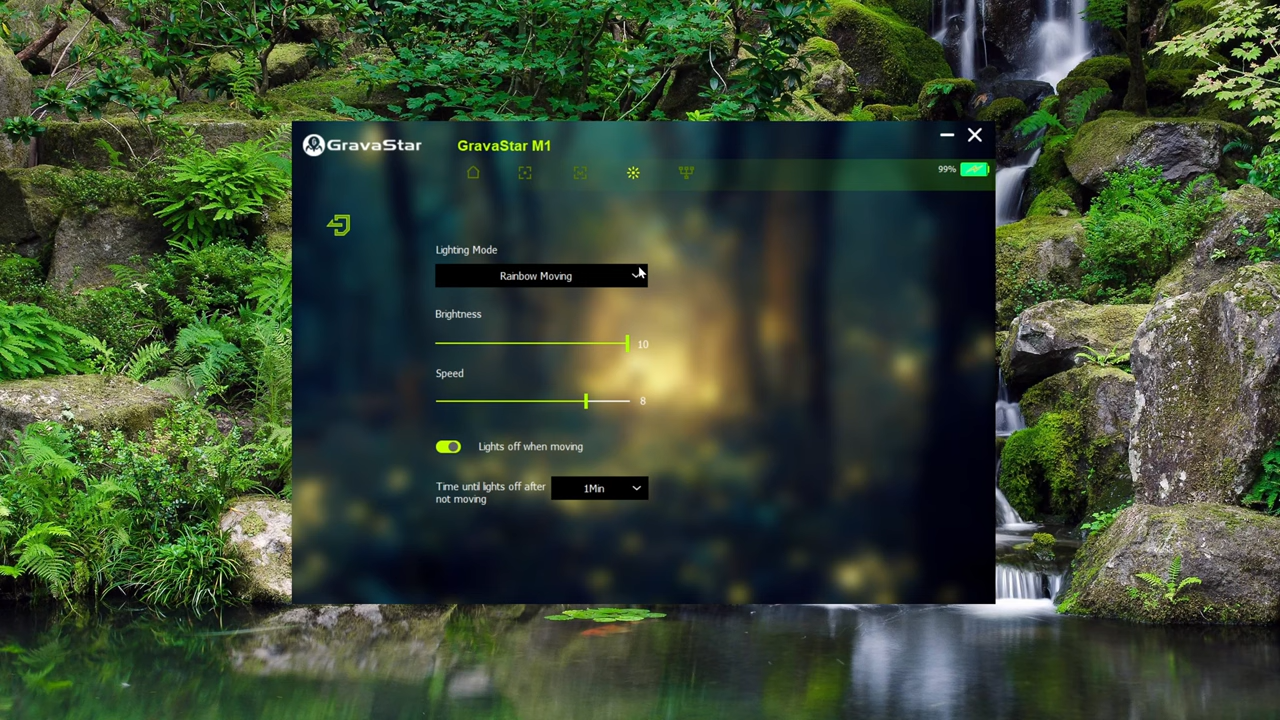 GravaStar
GravaStar M1
99%
Lighting Mode
Rainbow Moving
Brightness
10
Speed
8
Lights off when moving
Time until lights off after
not moving
1Min